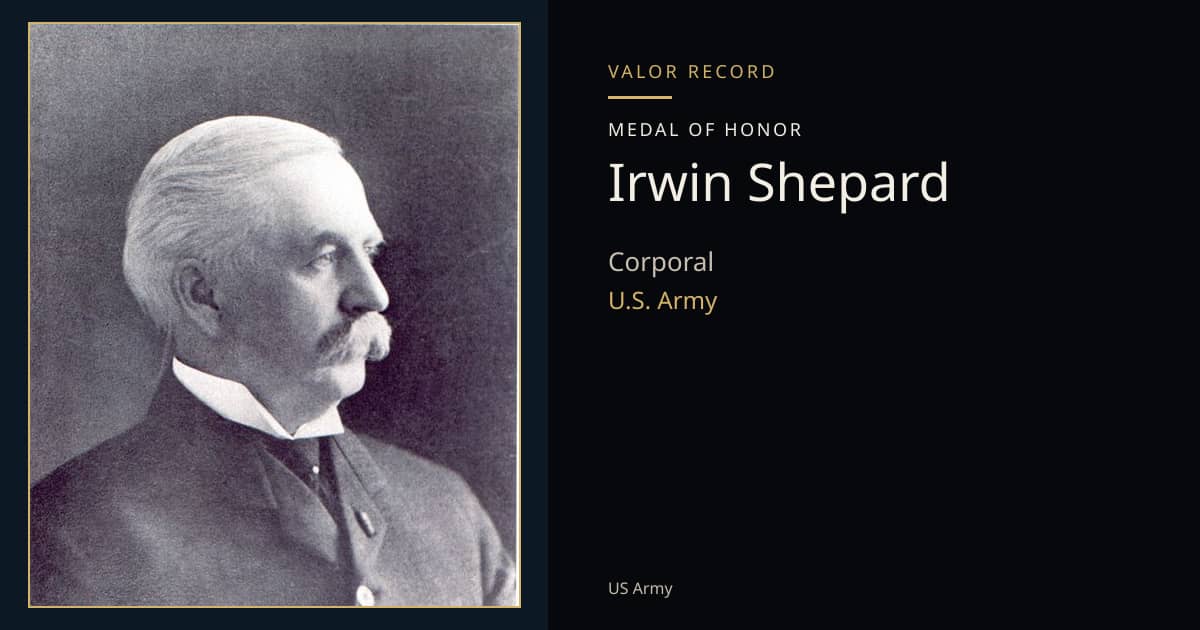 VALOR RECORD
MEDAL OF HONOR
Irwin Shepard
Corporal
U.S. Army
US Army